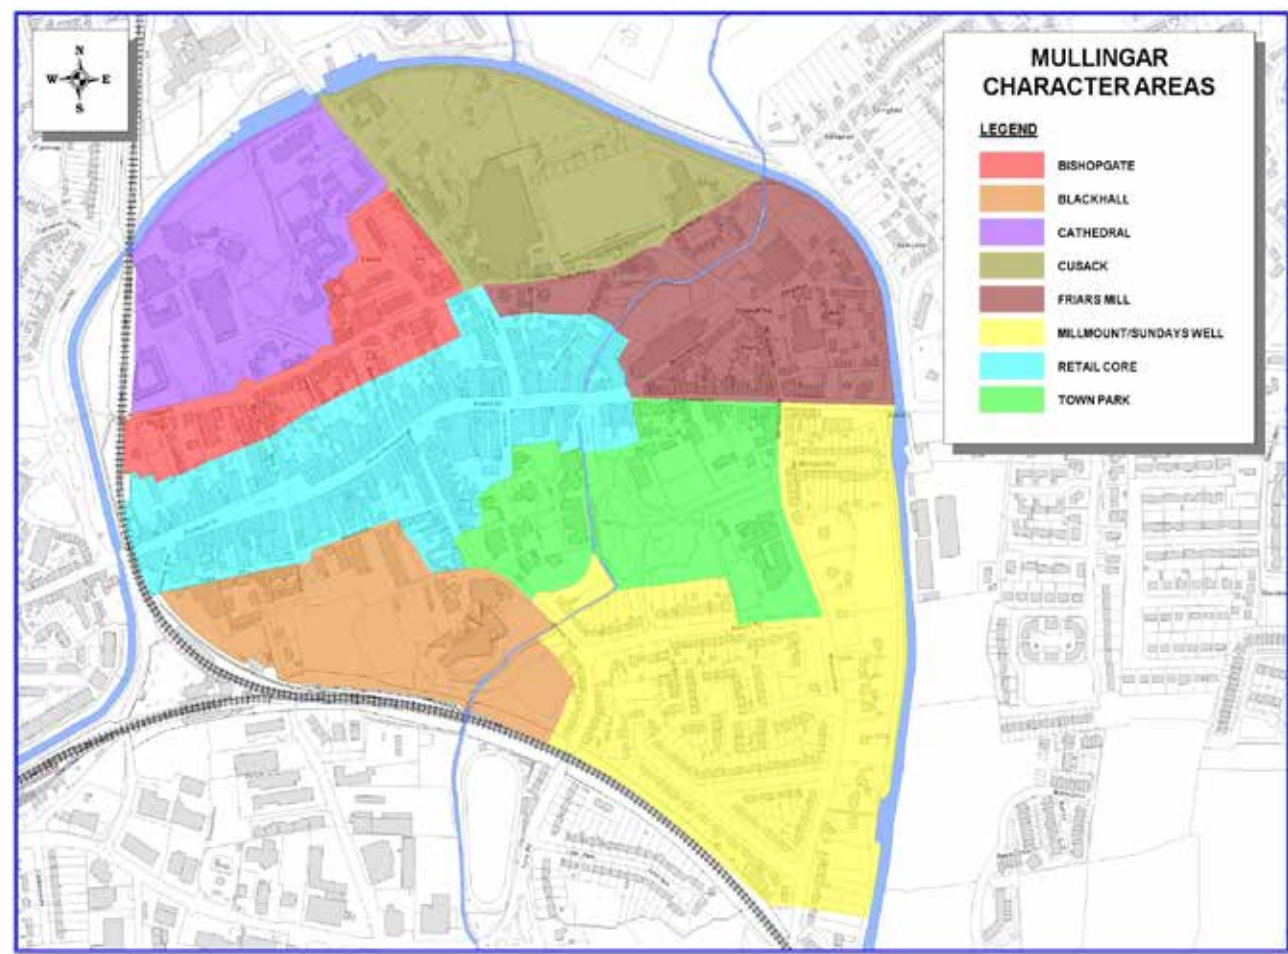 N
W E
S
MULLINGAR
CHARACTER AREAS
LEGEND
BISHOPGATE
BLACKHALL
CATHEDRAL
CUSACK
FRIARS MILL
MILLMOUNT/SUNDAYS WELL
RETAIL CORE
TOWN PARK